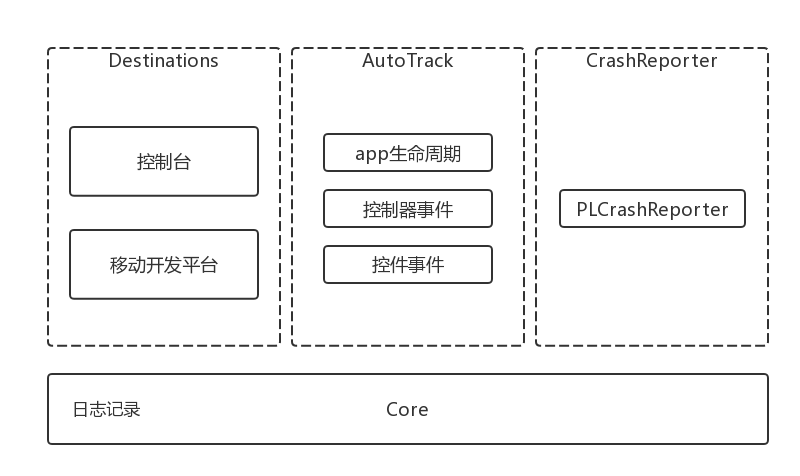 Destinations
控制台
移动开发平台
AutoTrack
app生命周期
控制器事件
控件事件
CrashReporter
PLCrashReporter
日志记录
Core